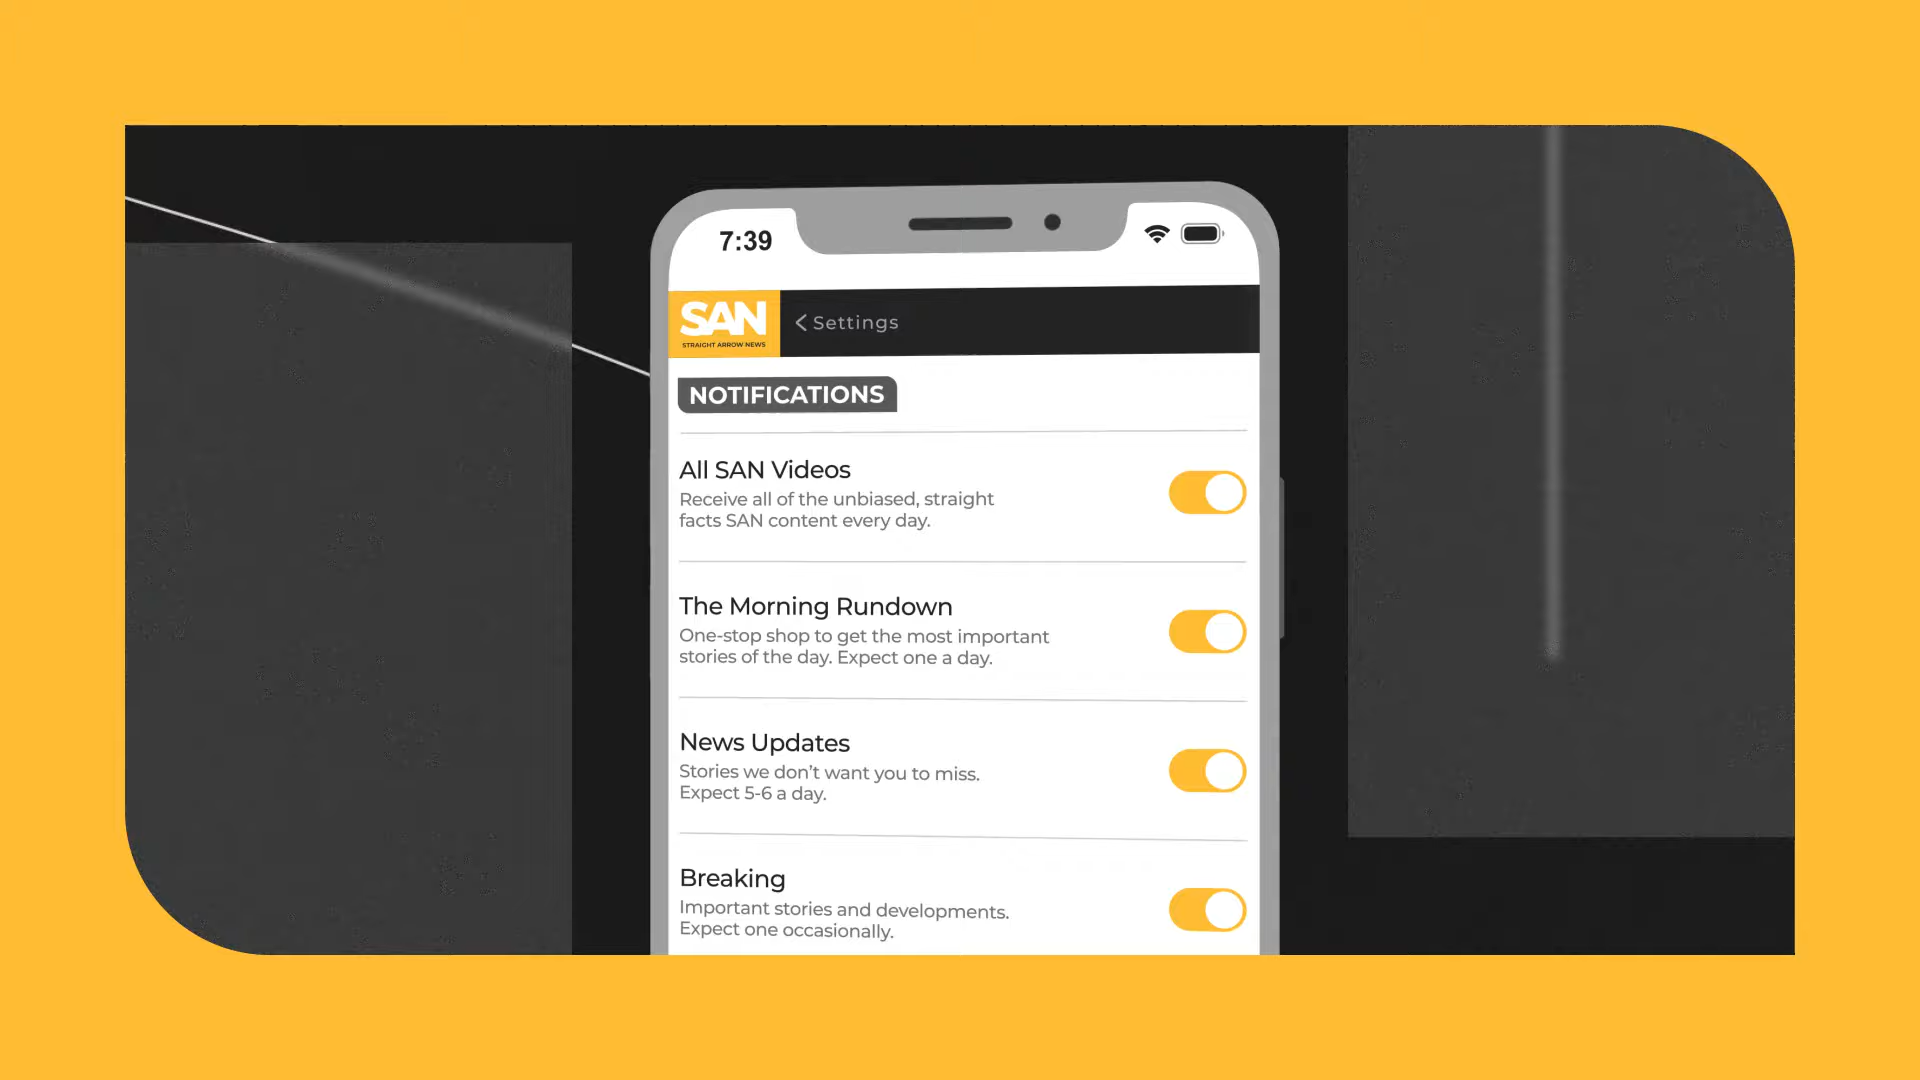 7:39
SAN
STRAIGHT ARROW NEWS
Settings
NOTIFICATIONS
All SAN Videos
Receive all of the unbiased, straight
facts SAN content every day.
The Morning Rundown
One-stop shop to get the most important
stories of the day. Expect one a day.
News Updates
Stories we don’t want you to miss.
Expect 5-6 a day.
Breaking
Important stories and developments.
Expect one occasionally.